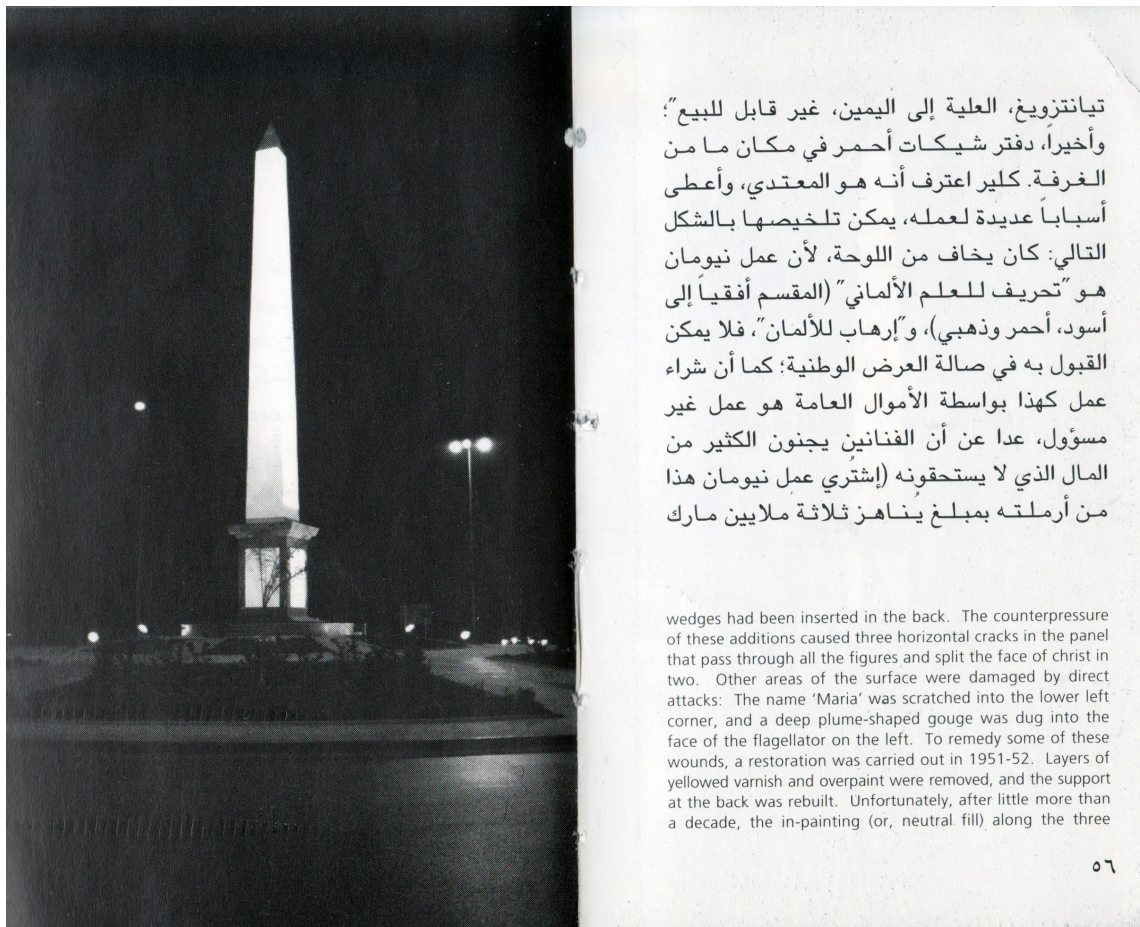 تيانتزويغ، العلية إلى اليمين، غير قابل للبيع"؛
وأخيراً، دفتر شيكات أحمر في مكان ما من
الغرفة. كلير اعترف أنه هو المعتدي، وأعطى
أسباباً عديدة لعمله، يمكن تلخيصها بالشكل
التالي: كان يخاف من اللوحة، لأن عمل نيومان
هو "تحريف للعلم الألماني" (المقسم أفقياً إلى
أسود، أحمر وذهبي)، و"إرهاب للألمان"، فلا يمكن
القبول به في صالة العرض الوطنية؛ كما أن شراء
عمل كهذا بواسطة الأموال العامة هو عمل غير
مسؤول، عدا عن أن الفنانين يجنون الكثير من
المال الذي لا يستحقونه (إشتُري عمل نيومان هذا
من أرملته بمبلغ يُناهز ثلاثة ملايين مارك
wedges had been inserted in the back. The counterpressure
of these additions caused three horizontal cracks in the panel
that pass through all the figures and split the face of christ in
two. Other areas of the surface were damaged by direct
attacks: The name ‘Maria’ was scratched into the lower left
corner, and a deep plume-shaped gouge was dug into the
face of the flagellator on the left. To remedy some of these
wounds, a restoration was carried out in 1951-52. Layers of
yellowed varnish and overpaint were removed, and the support
at the back was rebuilt. Unfortunately, after little more than
a decade, the in-painting (or, neutral fill) along the three
٥٦